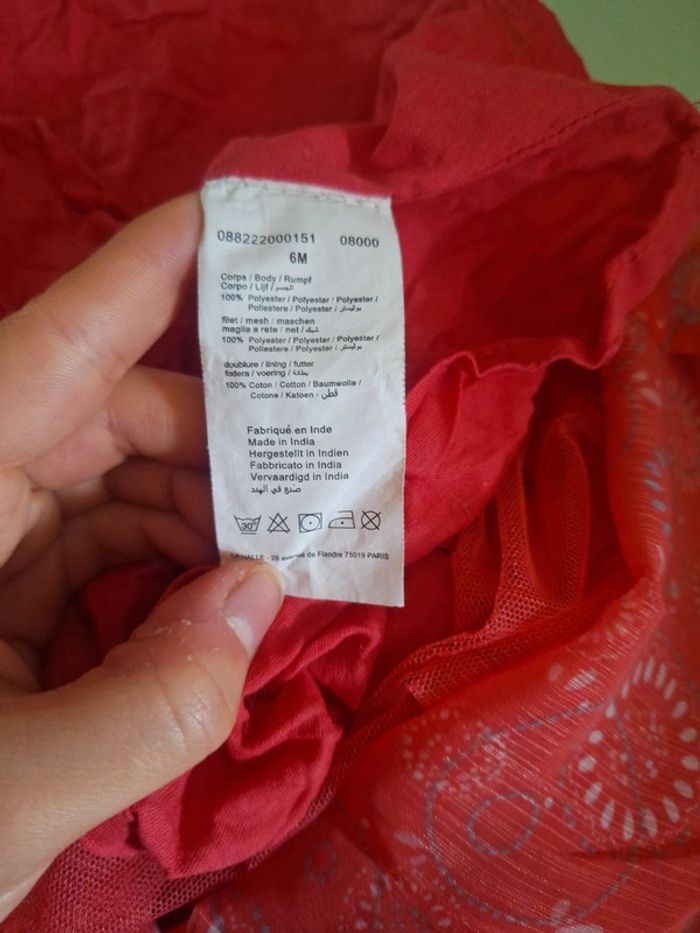 088222000151 08000
6M
Corps / Body / Rumpf
Corpo / Lijf / الجسم
100% Polyester / Polyester / Polyester /
Poliestere / Polyester / بوليستر
filet / mesh / maschen
maglia a rete / net / شبك
100% Polyester / Polyester / Polyester /
Poliestere / Polyester / بوليستر
doublure / lining / futter
fodera / voering / بطانة
100% Coton / Cotton / Baumwolle /
Cotone / Katoen - قطن
Fabriqué en Inde
Made in India
Hergestellt in Indien
Fabbricato in India
Vervaardigd in India
صنع في الهند
30°
LA HALLE - 28 avenue de Flandre 75019 PARIS